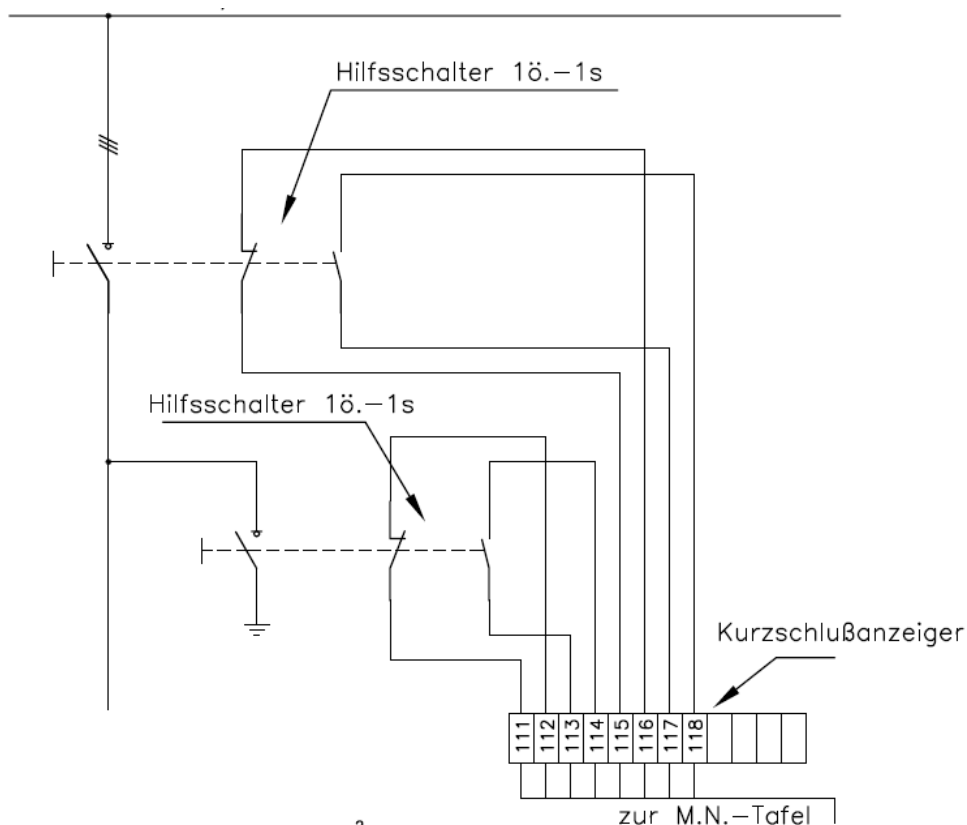 Hilfsschalter 1ö.-1s
Hilfsschalter 1ö.-1s
Kurzschlußanzeiger
111 112 113 114 115 116 117 118
zur M.N.-Tafel